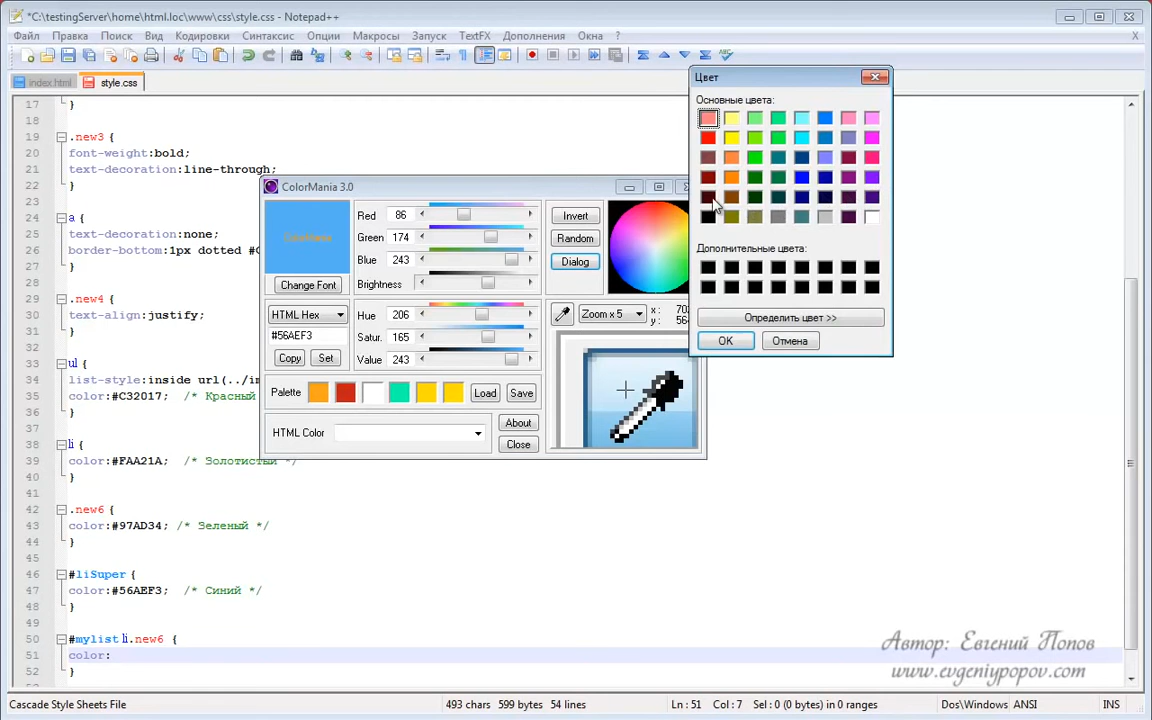 *C:\testingServer\home\html.loc\www\css\style.css - Notepad++
Файл Правка Поиск Вид Кодировки Синтаксис Опции Макросы Запуск TextFX Дополнения Окна ? X
index.html style.css
17 }
18
19 .new3 {
20 font-weight:bold;
21 text-decoration:line-through;
22 }
23
24 a {
25 text-decoration:none;
26 border-bottom:1px dotted #C
27 }
28
29 .new4 {
30 text-align:justify;
31 }
32
33 ul {
34 list-style:inside url(../im
35 color:#C32017; /* Красный
36 }
37
38 li {
39 color:#FAA21A; /* Золотистый */
40 }
41
42 .new6 {
43 color:#97AD34; /* Зеленый */
44 }
45
46 #liSuper {
47 color:#56AEF3; /* Синий */
48 }
49
50 #mylist li.new6 {
51 color:
52 }
ColorMania 3.0
ColorMania
Change Font
Red 86
Green 174
Blue 243
Brightness
Invert
Random
Dialog
HTML Hex
#56AEF3
Copy Set
Hue 206
Satur. 165
Value 243
Zoom x 5
x: 70
y: 56
Palette Load Save
HTML Color
About
Close
Цвет
Основные цвета:
Дополнительные цвета:
Определить цвет >>
OK Отмена
Автор: Евгений Попов
www.evgeniypopov.com
Cascade Style Sheets File 493 chars 599 bytes 54 lines Ln : 51 Col : 7 Sel : 0 (0 bytes) in 0 ranges Dos\Windows ANSI INS